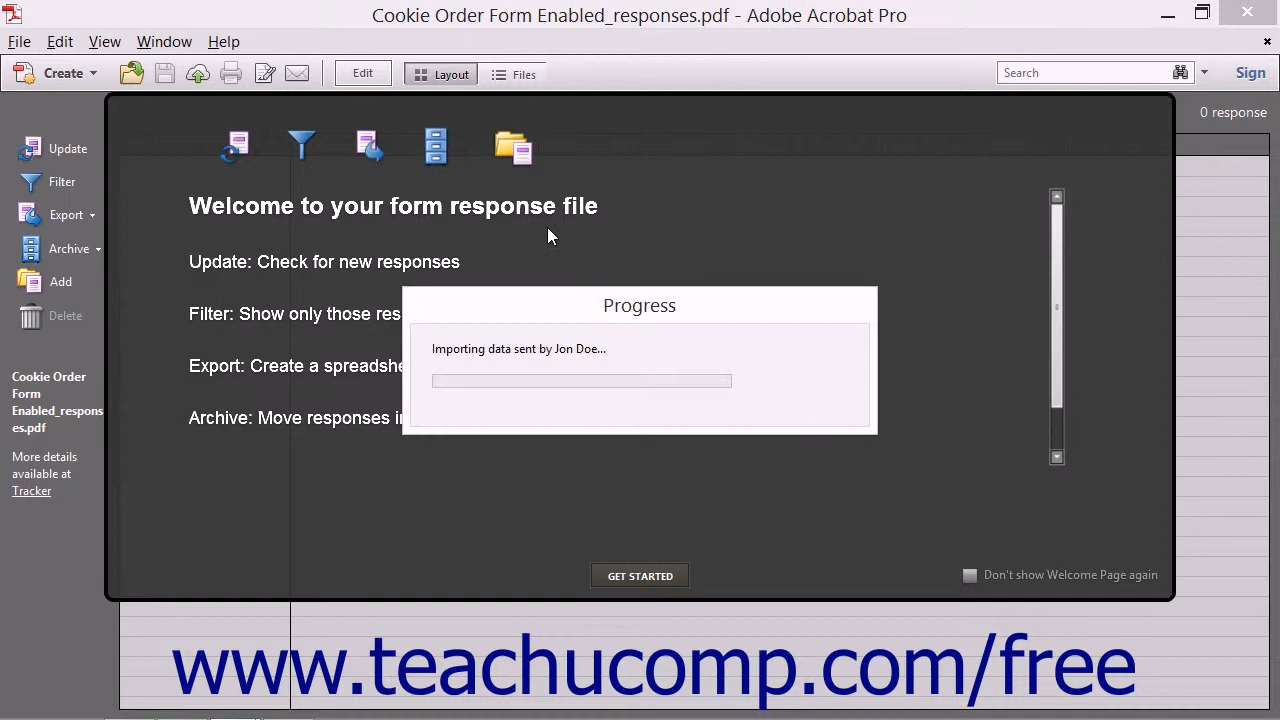 Cookie Order Form Enabled_responses.pdf - Adobe Acrobat Pro
File Edit View Window Help
Create Edit Layout Files Search Sign
0 response
Update
Filter
Export
Archive
Add
Delete
Cookie Order
Form
Enabled_respons
es.pdf
More details
available at
Tracker
Welcome to your form response file
Update: Check for new responses
Filter: Show only those res
Export: Create a spreadshe
Archive: Move responses i
Progress
Importing data sent by Jon Doe...
GET STARTED
Don't show Welcome Page again
www.teachucomp.com/free